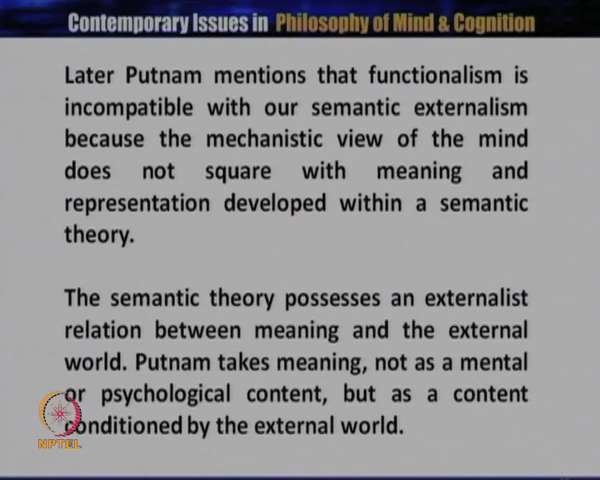 Contemporary Issues in Philosophy of Mind & Cognition
Later Putnam mentions that functionalism is
incompatible with our semantic externalism
because the mechanistic view of the mind
does not square with meaning and
representation developed within a semantic
theory.
The semantic theory possesses an externalist
relation between meaning and the external
world. Putnam takes meaning, not as a mental
or psychological content, but as a content
conditioned by the external world.
NPTEL